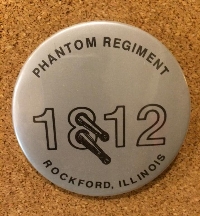 PHANTOM REGIMENT
1812
ROCKFORD, ILLINOIS